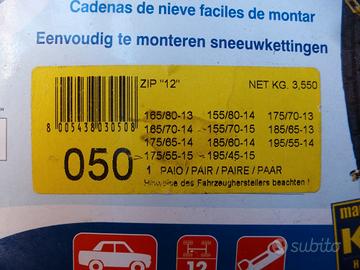 Cadenas de nieve faciles de montar
Eenvoudig te monteren sneeuwkettingen
ZIP "12"
NET KG. 3,550
165/80-13 155/80-14 175/70-13
165/70-14 155/70-15 185/65-13
175/65-14 185/60-14 195/55-14
175/55-15 195/45-15
8 005438 030508
050
1 PAIO / PAIR / PAIRE / PAAR
Hinweise des Fahrzeugherstellers beachten !
12
subito